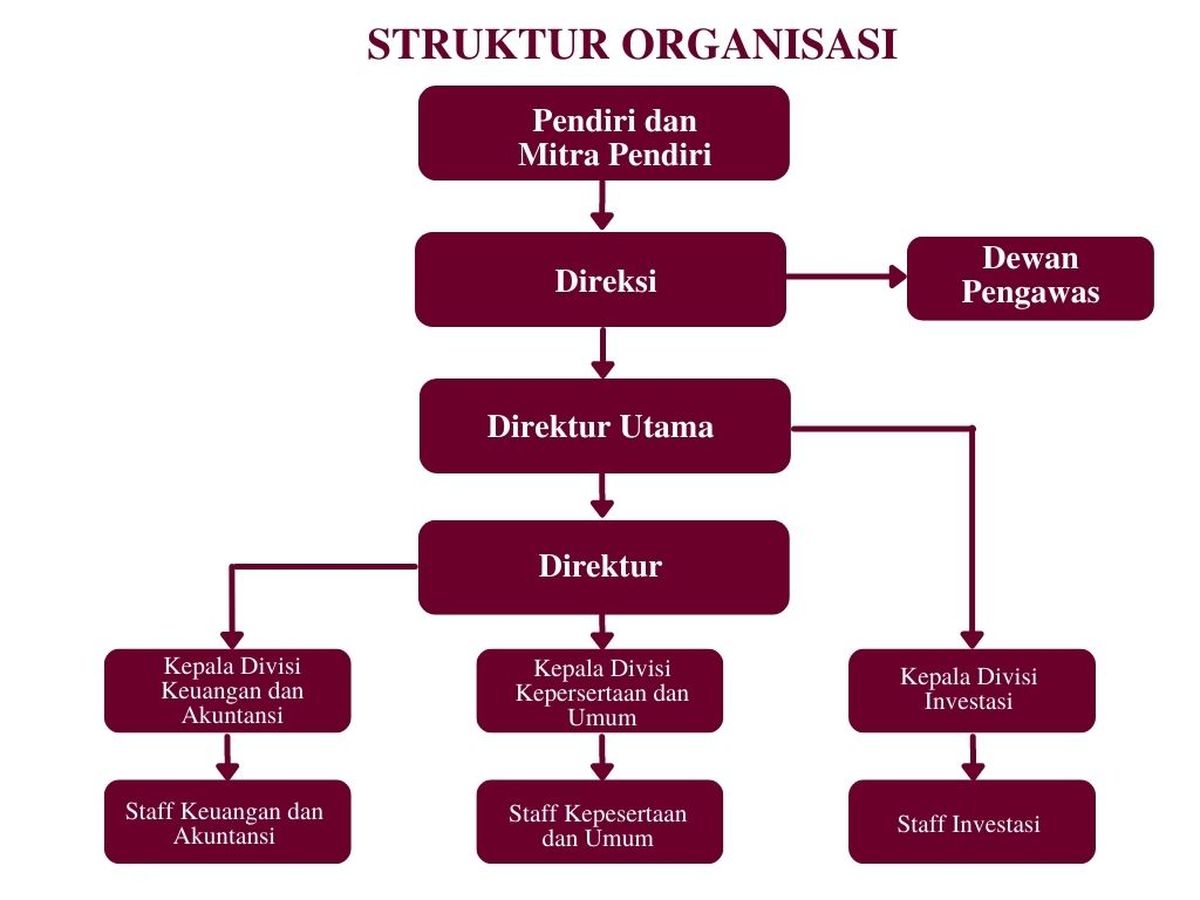 STRUKTUR ORGANISASI
Pendiri dan
Mitra Pendiri
Direksi
Dewan
Pengawas
Direktur Utama
Direktur
Kepala Divisi
Keuangan dan
Akuntansi
Kepala Divisi
Kepersertaan dan
Umum
Kepala Divisi
Investasi
Staff Keuangan dan
Akuntansi
Staff Kepesertaan
dan Umum
Staff Investasi